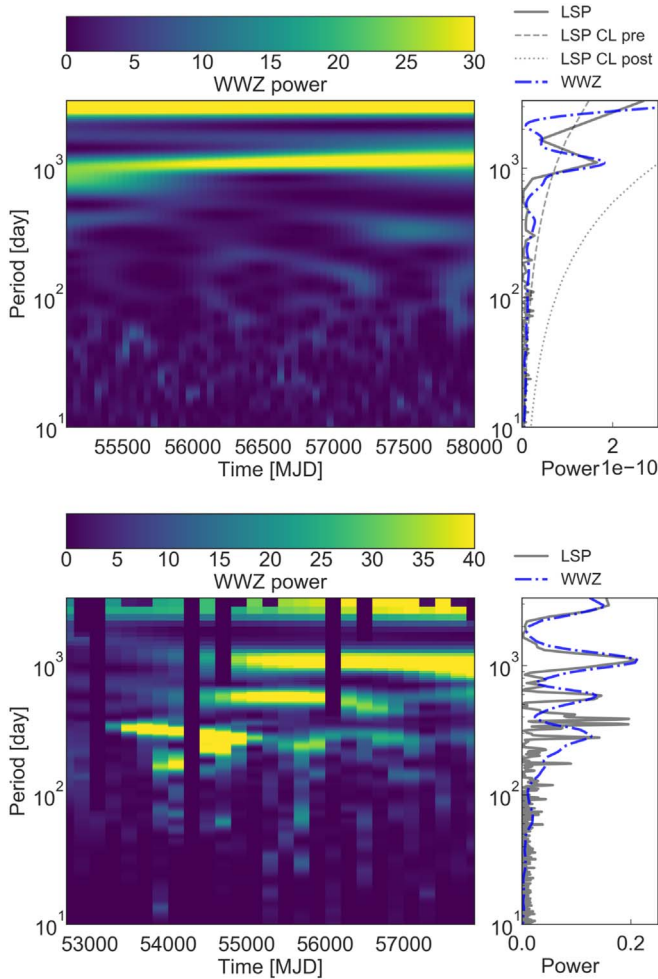 0 5 10 15 20 25 30
WWZ power
LSP
LSP CL pre
LSP CL post
WWZ
10³
10²
10¹
Period [day]
55500 56000 56500 57000 57500 58000
Time [MJD]
10³
10²
10¹
0 2
Power 1e−10
0 5 10 15 20 25 30 35 40
WWZ power
LSP
WWZ
10³
10²
10¹
Period [day]
53000 54000 55000 56000 57000
Time [MJD]
10³
10²
10¹
0.0 0.2
Power